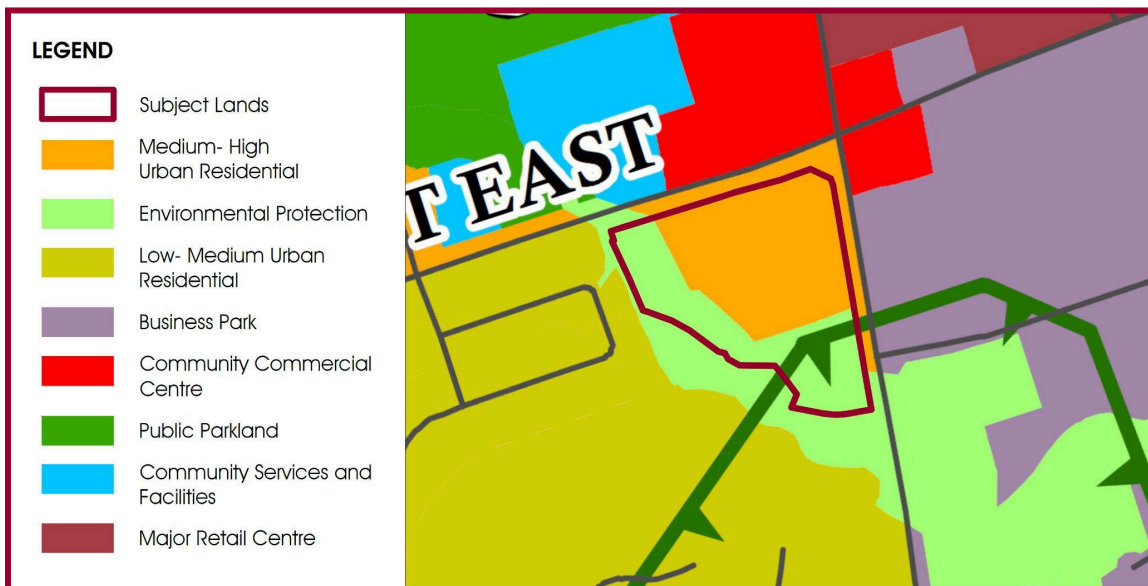 LEGEND
Subject Lands
Medium- High
Urban Residential
Environmental Protection
Low- Medium Urban
Residential
Business Park
Community Commercial
Centre
Public Parkland
Community Services and
Facilities
Major Retail Centre
T EAST